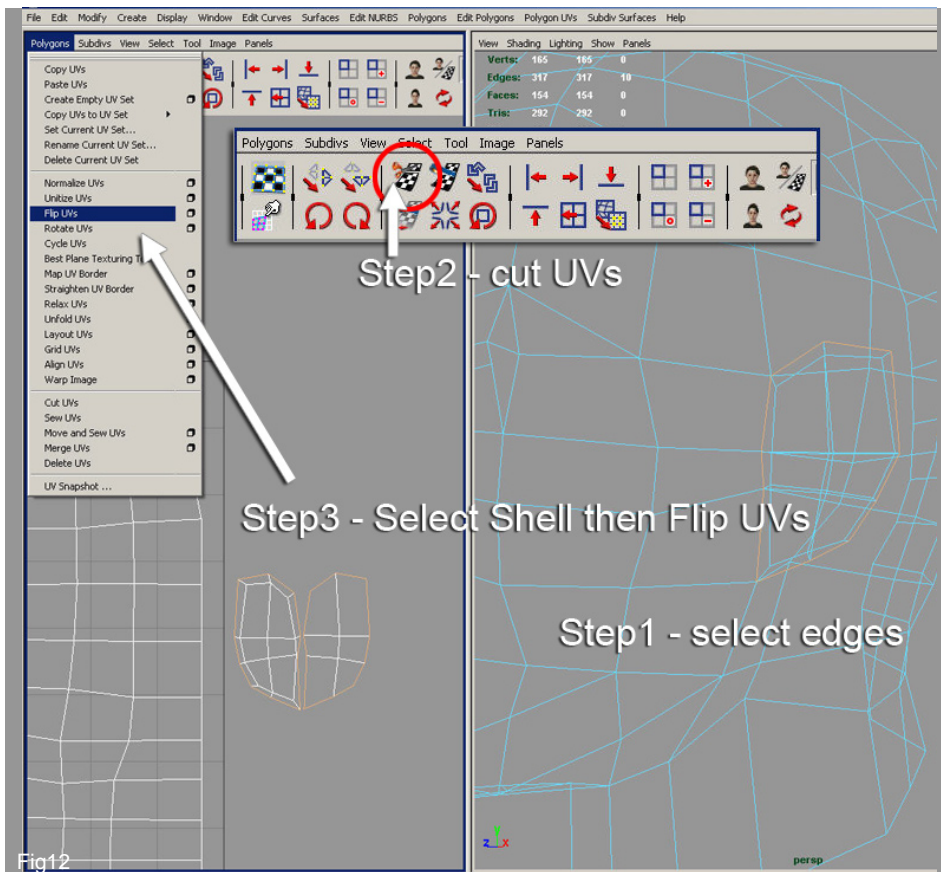 File Edit Modify Create Display Window Edit Curves Surfaces Edit NURBS Polygons Edit Polygons Polygon UVs Subdiv Surfaces Help
Polygons Subdivs View Select Tool Image Panels
Copy UVs
Paste UVs
Create Empty UV Set
Copy UVs to UV Set
Set Current UV Set...
Rename Current UV Set...
Delete Current UV Set
Normalize UVs
Unitize UVs
Flip UVs
Rotate UVs
Cycle UVs
Best Plane Texturing T
Map UV Border
Straighten UV Border
Relax UVs
Unfold UVs
Layout UVs
Grid UVs
Align UVs
Warp Image
Cut UVs
Sew UVs
Move and Sew UVs
Merge UVs
Delete UVs
UV Snapshot ...
View Shading Lighting Show Panels
Verts: 165 165 0
Edges: 317 317 10
Faces: 154 154 0
Tris: 292 292 0
Polygons Subdivs View Select Tool Image Panels
Step2 - cut UVs
Step3 - Select Shell then Flip UVs
Step1 - select edges
z x
persp
Fig12